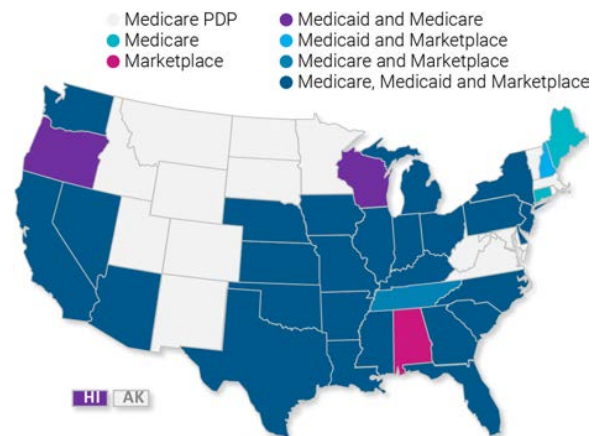 Medicare PDP
Medicare
Marketplace
Medicaid and Medicare
Medicaid and Marketplace
Medicare and Marketplace
Medicare, Medicaid and Marketplace
HI
AK